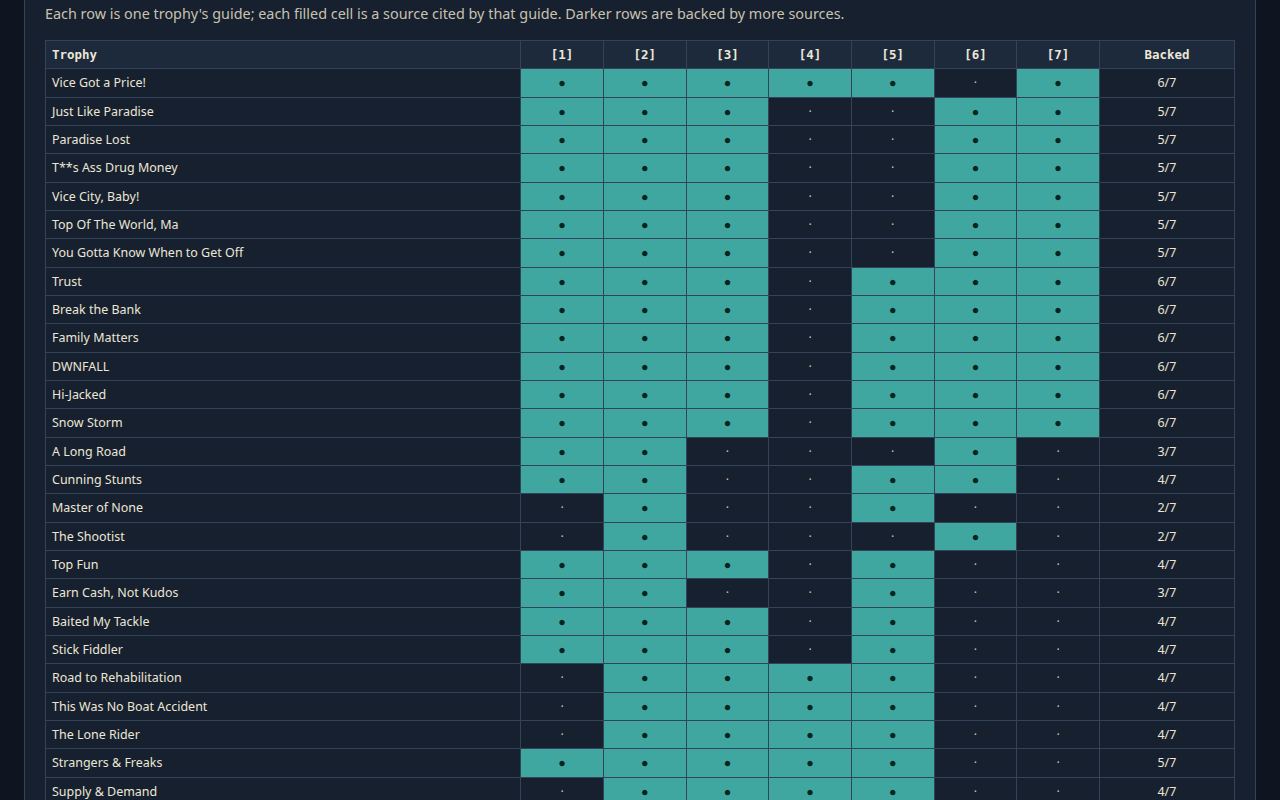 Each row is one trophy's guide; each filled cell is a source cited by that guide. Darker rows are backed by more sources.
Trophy [1] [2] [3] [4] [5] [6] [7] Backed
Vice Got a Price! ● ● ● ● ● · ● 6/7
Just Like Paradise ● ● ● · · ● ● 5/7
Paradise Lost ● ● ● · · ● ● 5/7
T**s Ass Drug Money ● ● ● · · ● ● 5/7
Vice City, Baby! ● ● ● · · ● ● 5/7
Top Of The World, Ma ● ● ● · · ● ● 5/7
You Gotta Know When to Get Off ● ● ● · · ● ● 5/7
Trust ● ● ● · ● ● ● 6/7
Break the Bank ● ● ● · ● ● ● 6/7
Family Matters ● ● ● · ● ● ● 6/7
DWNFALL ● ● ● · ● ● ● 6/7
Hi-Jacked ● ● ● · ● ● ● 6/7
Snow Storm ● ● ● · ● ● ● 6/7
A Long Road ● ● · · · ● · 3/7
Cunning Stunts ● ● · · ● ● · 4/7
Master of None · ● · · ● · · 2/7
The Shootist · ● · · · ● · 2/7
Top Fun ● ● ● · ● · · 4/7
Earn Cash, Not Kudos ● ● · · ● · · 3/7
Baited My Tackle ● ● ● · ● · · 4/7
Stick Fiddler ● ● ● · ● · · 4/7
Road to Rehabilitation · ● ● ● ● · · 4/7
This Was No Boat Accident · ● ● ● ● · · 4/7
The Lone Rider · ● ● ● ● · · 4/7
Strangers & Freaks ● ● ● ● ● · · 5/7
Supply & Demand · ● ● ● ● · · 4/7